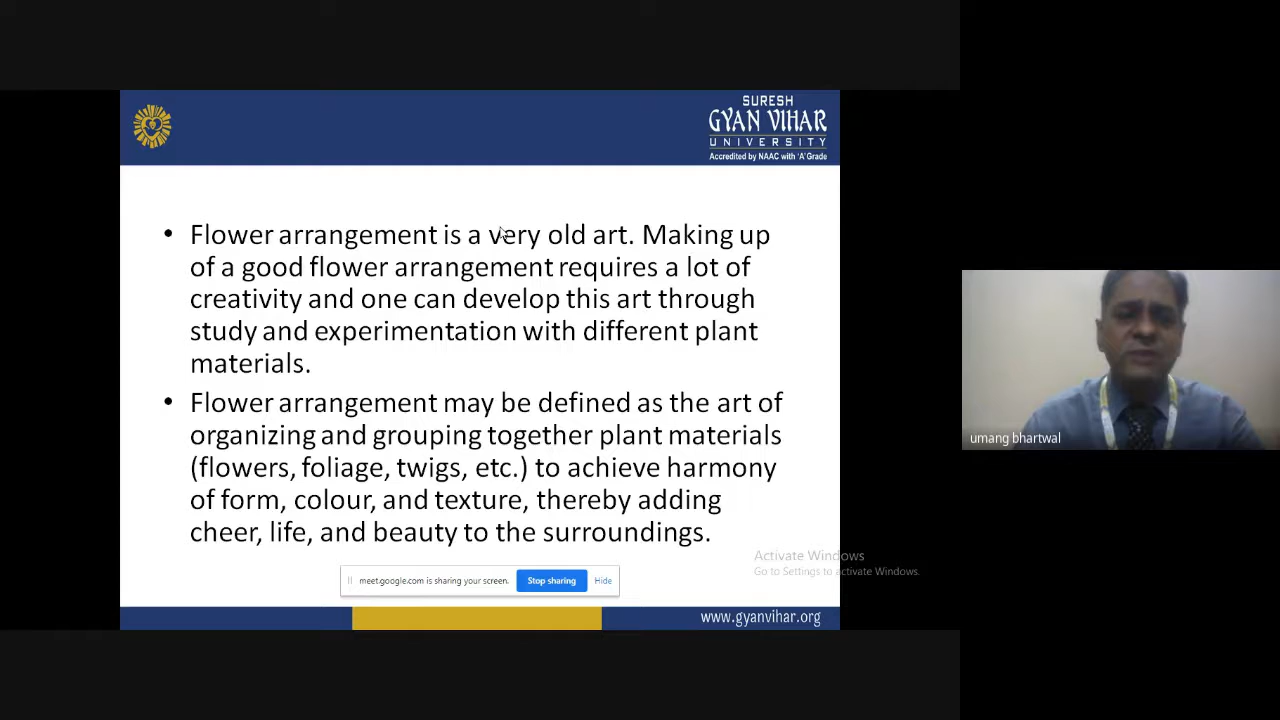 SURESH
GYAN VIHAR
UNIVERSITY
Accredited by NAAC with 'A' Grade
• Flower arrangement is a very old art. Making up
of a good flower arrangement requires a lot of
creativity and one can develop this art through
study and experimentation with different plant
materials.
• Flower arrangement may be defined as the art of
organizing and grouping together plant materials
(flowers, foliage, twigs, etc.) to achieve harmony
of form, colour, and texture, thereby adding
cheer, life, and beauty to the surroundings.
umang bhartwal
Activate Windows
Go to Settings to activate Windows.
meet.google.com is sharing your screen. Stop sharing Hide
www.gyanvihar.org